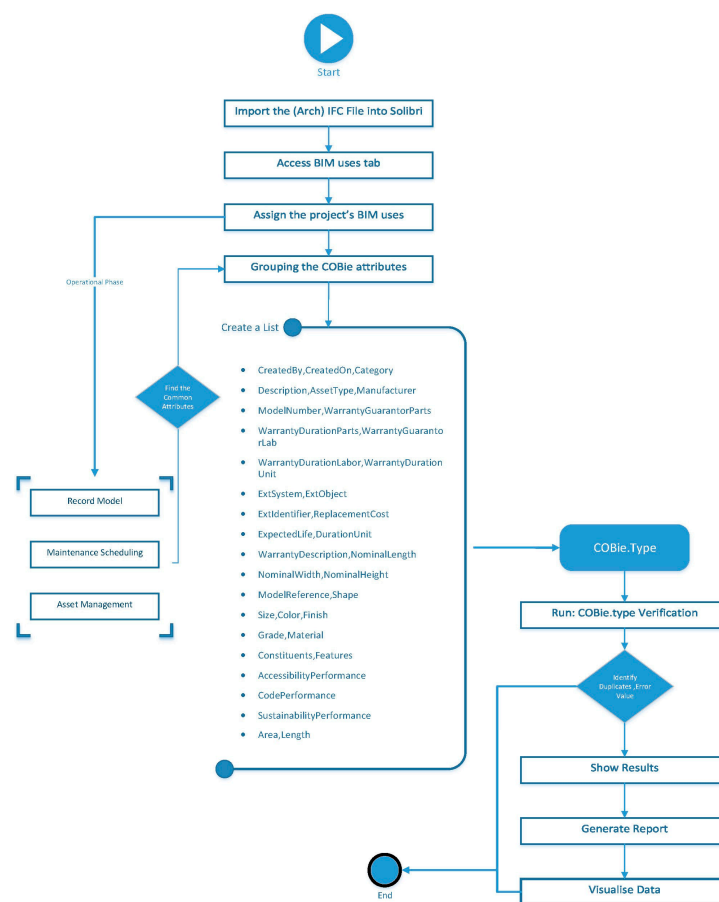 Start
Import the (Arch) IFC File into Solibri
Access BIM uses tab
Assign the project's BIM uses
Grouping the COBie attributes
Operational Phase
Create a List
Find the
Common
Attributes
CreatedBy,CreatedOn,Category
Description,AssetType,Manufacturer
ModelNumber,WarrantyGuarantorParts
WarrantyDurationParts,WarrantyGuaranto
rLab
WarrantyDurationLabor,WarrantyDuration
Unit
ExtSystem,ExtObject
ExtIdentifier,ReplacementCost
ExpectedLife,DurationUnit
WarrantyDescription,NominalLength
NominalWidth,NominalHeight
ModelReference,Shape
Size,Color,Finish
Grade,Material
Constituents,Features
AccessibilityPerformance
CodePerformance
SustainabilityPerformance
Area,Length
Record Model
Maintenance Scheduling
Asset Management
COBie.Type
Run: COBie.type Verification
Identify
Duplicates ,Error
Value
Show Results
Generate Report
Visualise Data
End